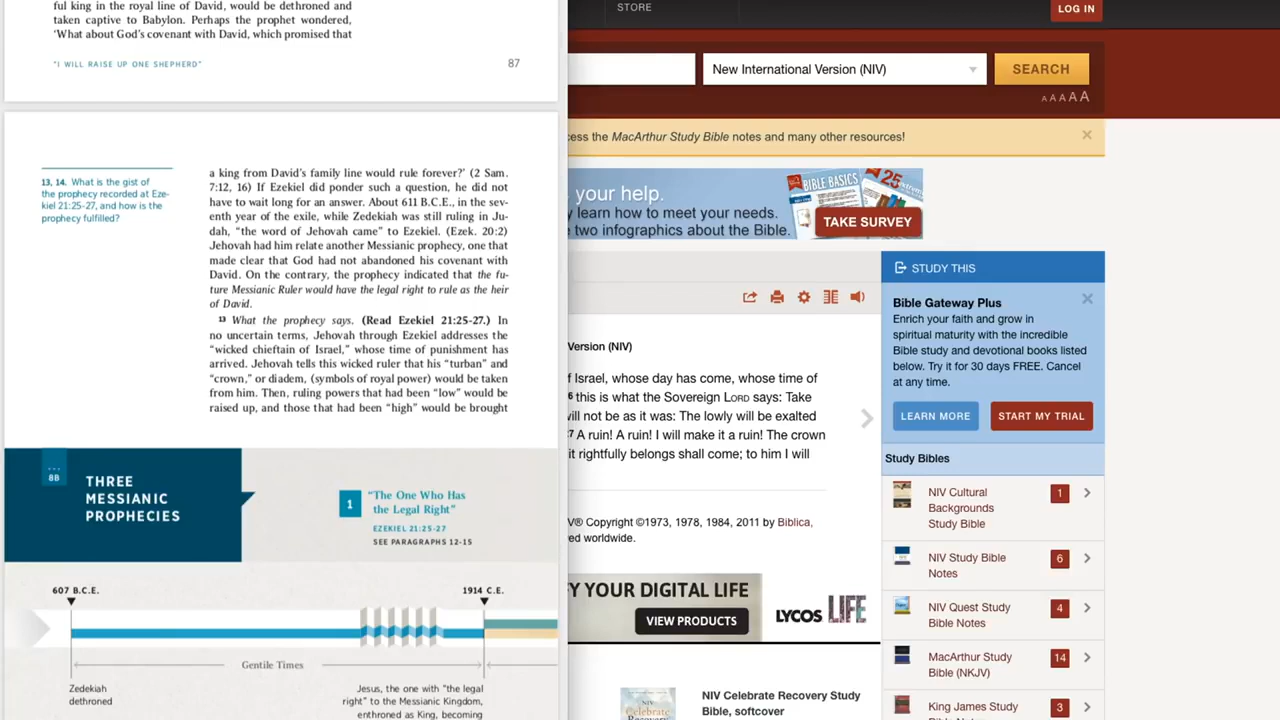 ful king in the royal line of David, would be dethroned and
taken captive to Babylon. Perhaps the prophet wondered,
‘What about God’s covenant with David, which promised that
"I WILL RAISE UP ONE SHEPHERD"
87
13, 14. What is the gist of
the prophecy recorded at Eze-
kiel 21:25-27, and how is the
prophecy fulfilled?
a king from David’s family line would rule forever?’ (2 Sam.
7:12, 16) If Ezekiel did ponder such a question, he did not
have to wait long for an answer. About 611 B.C.E., in the sev-
enth year of the exile, while Zedekiah was still ruling in Ju-
dah, “the word of Jehovah came” to Ezekiel. (Ezek. 20:2)
Jehovah had him relate another Messianic prophecy, one that
made clear that God had not abandoned his covenant with
David. On the contrary, the prophecy indicated that the fu-
ture Messianic Ruler would have the legal right to rule as the heir
of David.
13 What the prophecy says. (Read Ezekiel 21:25-27.) In
no uncertain terms, Jehovah through Ezekiel addresses the
“wicked chieftain of Israel,” whose time of punishment has
arrived. Jehovah tells this wicked ruler that his “turban” and
“crown,” or diadem, (symbols of royal power) would be taken
from him. Then, ruling powers that had been “low” would be
raised up, and those that had been “high” would be brought
8B
THREE
MESSIANIC
PROPHECIES
1
“The One Who Has
the Legal Right”
EZEKIEL 21:25-27
SEE PARAGRAPHS 12-15
607 B.C.E.
1914 C.E.
Gentile Times
Zedekiah
dethroned
Jesus, the one with “the legal
right” to the Messianic Kingdom,
enthroned as King, becoming
STORE
LOG IN
New International Version (NIV)
SEARCH
A A A A A
cess the MacArthur Study Bible notes and many other resources!
your help.
y learn how to meet your needs.
e two infographics about the Bible.
BIBLE BASICS
25
TAKE SURVEY
Version (NIV)
f Israel, whose day has come, whose time of
6 this is what the Sovereign LORD says: Take
vill not be as it was: The lowly will be exalted
27 A ruin! A ruin! I will make it a ruin! The crown
it rightfully belongs shall come; to him I will
V® Copyright ©1973, 1978, 1984, 2011 by Biblica,
ed worldwide.
FY YOUR DIGITAL LIFE
VIEW PRODUCTS
LYCOS LIFE
NIV Celebrate Recovery Study
Bible, softcover
NIV
Celebrate
Recovery
STUDY THIS
Bible Gateway Plus
Enrich your faith and grow in
spiritual maturity with the incredible
Bible study and devotional books listed
below. Try it for 30 days FREE. Cancel
at any time.
LEARN MORE
START MY TRIAL
Study Bibles
NIV Cultural
Backgrounds
Study Bible
1
NIV Study Bible
Notes
6
NIV Quest Study
Bible Notes
4
MacArthur Study
Bible (NKJV)
14
King James Study
3